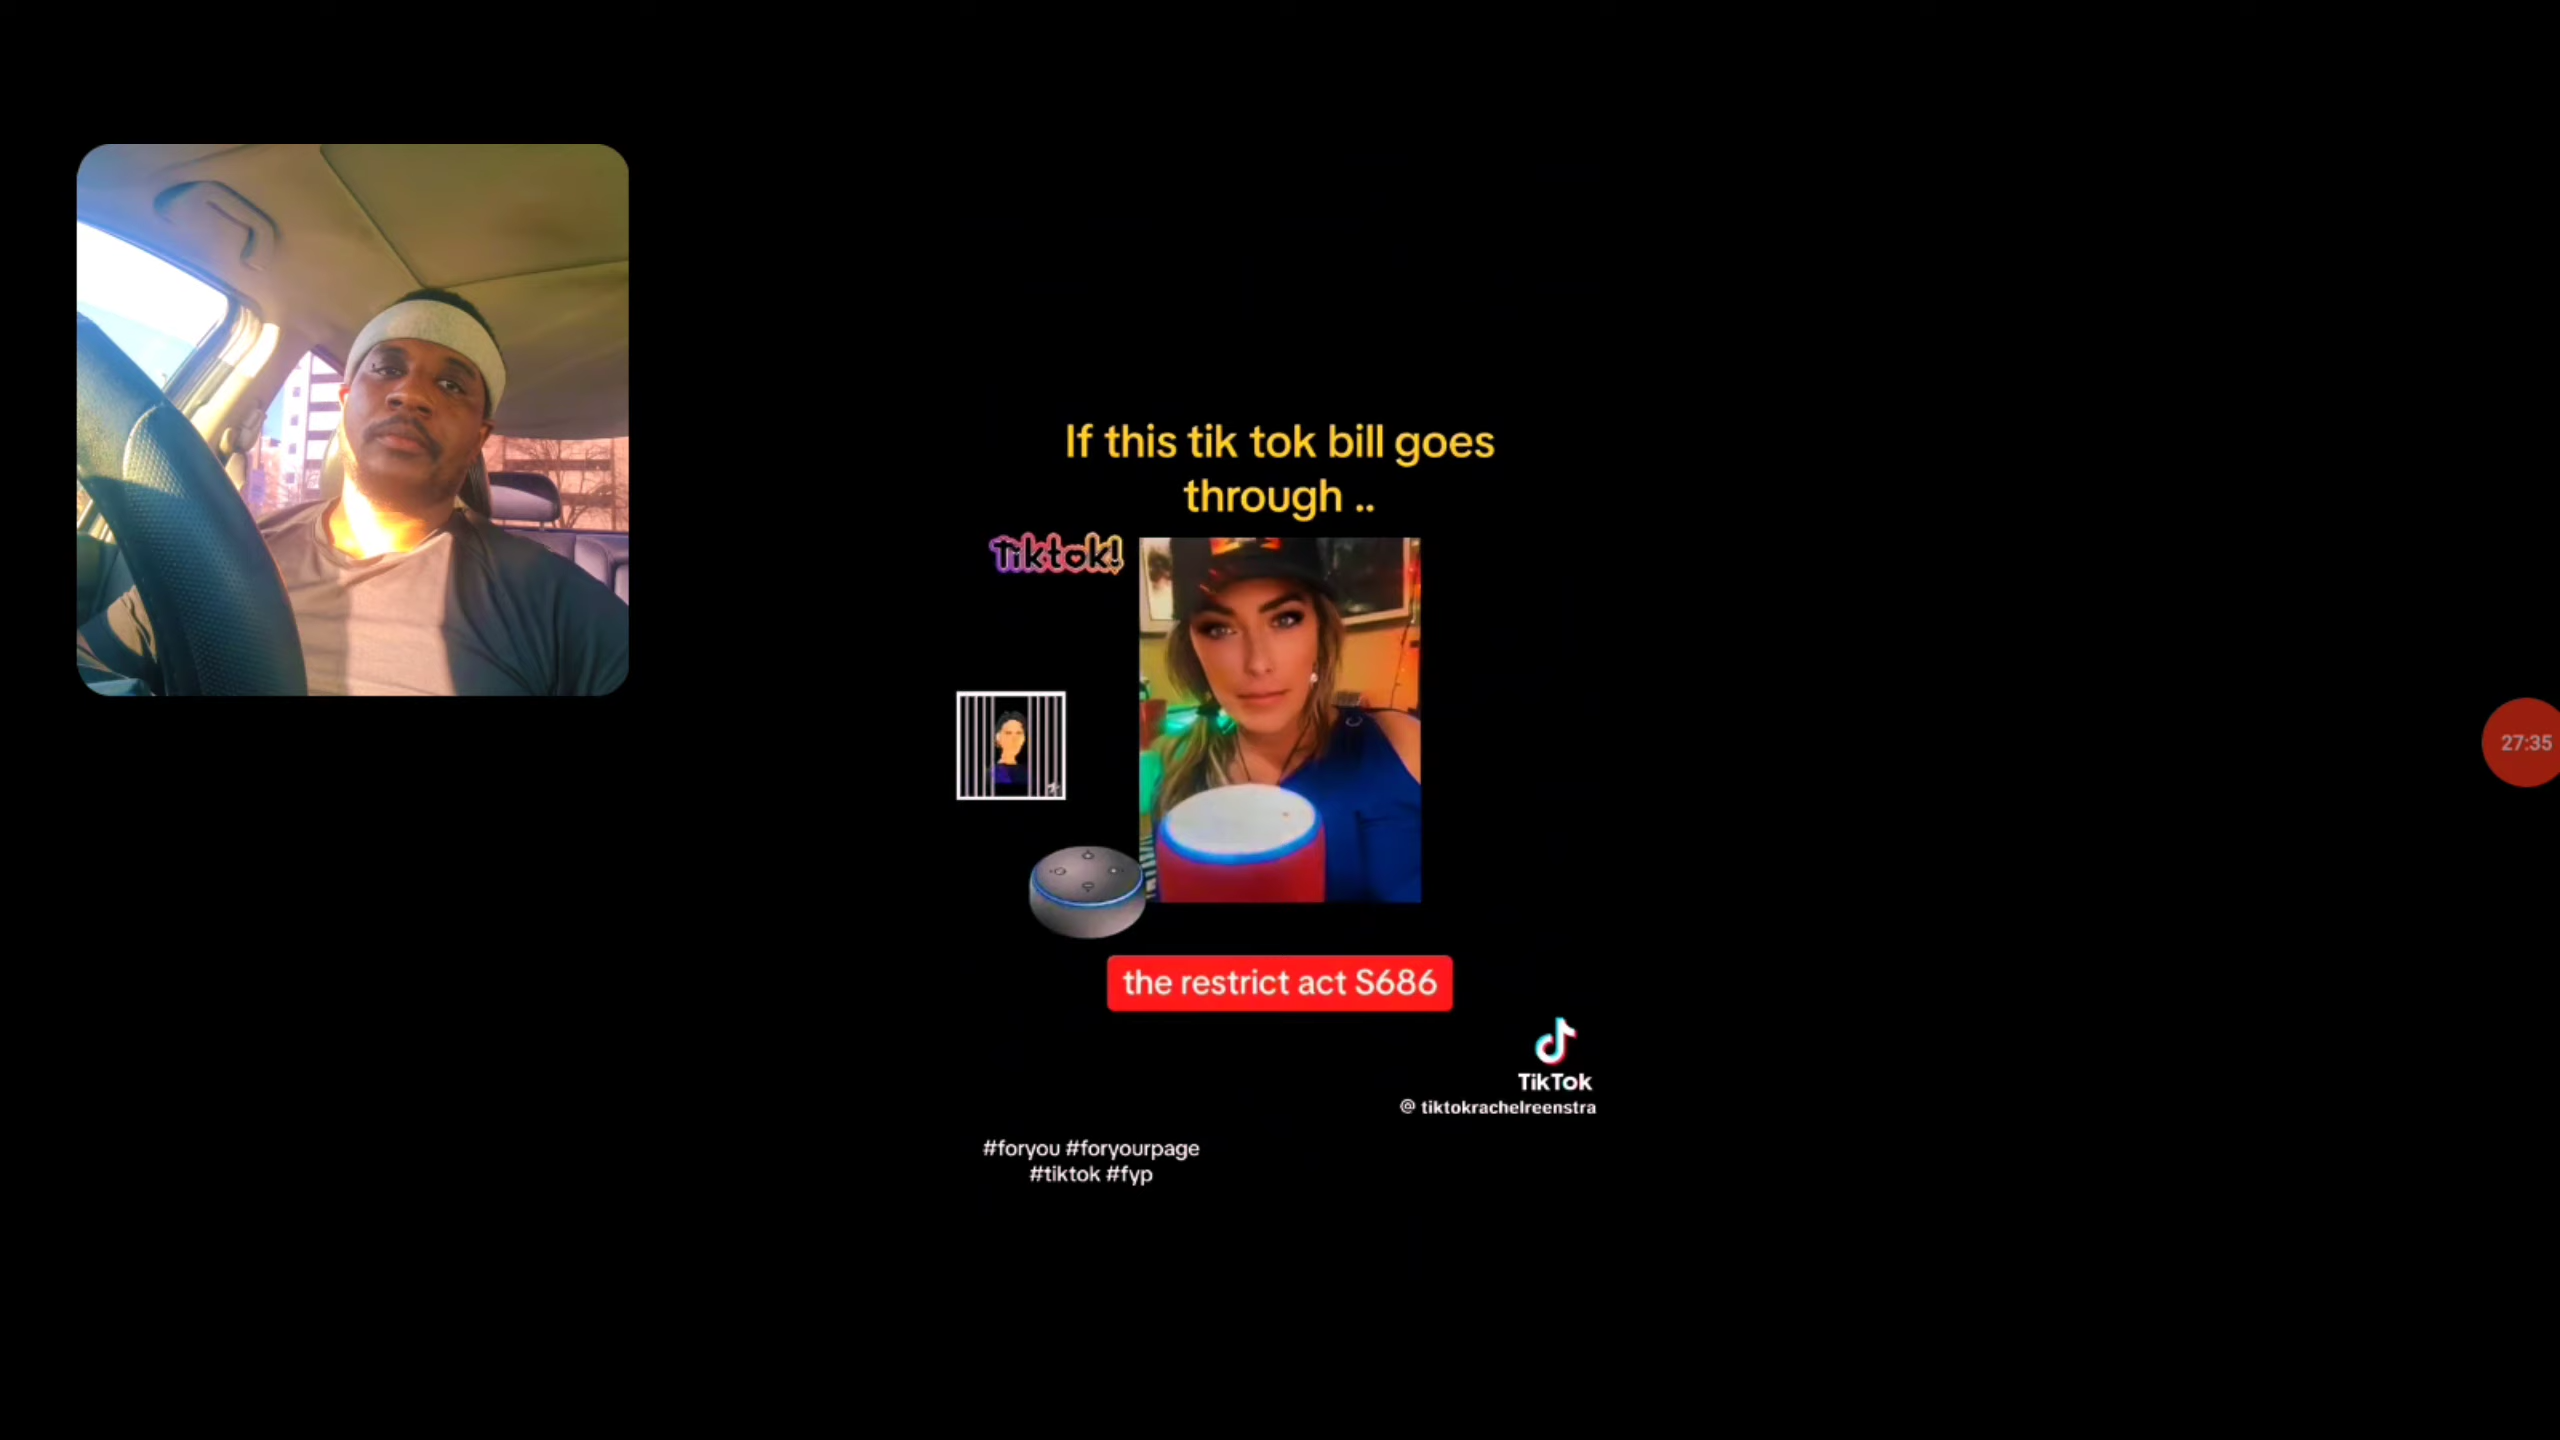 If this tik tok bill goes
through ..
Tiktok!
the restrict act S686
TikTok
@ tiktokrachelreenstra
#foryou #foryourpage
#tiktok #fyp
27:35